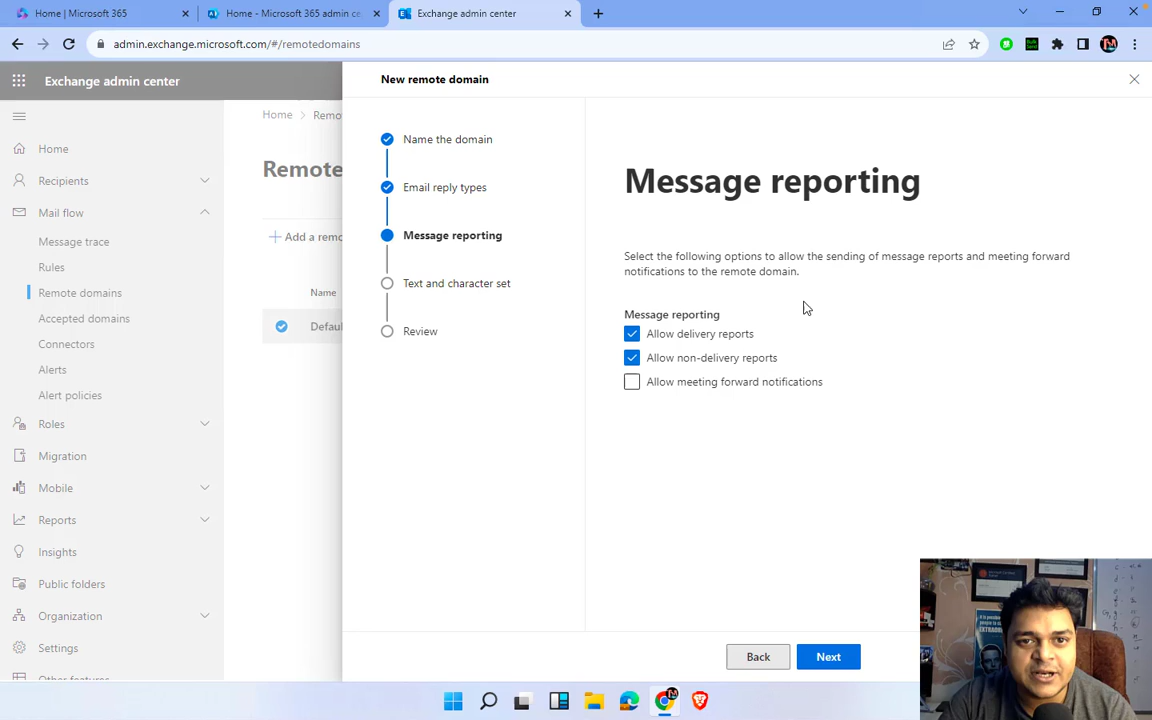 Home | Microsoft 365
Home - Microsoft 365 admin ce
Exchange admin center
admin.exchange.microsoft.com/#/remotedomains
Exchange admin center
New remote domain
Home
Remo
Home
Recipients
Mail flow
Message trace
Rules
Remote domains
Accepted domains
Connectors
Alerts
Alert policies
Roles
Migration
Mobile
Reports
Insights
Public folders
Organization
Settings
Other features
Remote
Add a remo
Name
Defaul
Name the domain
Email reply types
Message reporting
Text and character set
Review
Message reporting
Select the following options to allow the sending of message reports and meeting forward
notifications to the remote domain.
Message reporting
Allow delivery reports
Allow non-delivery reports
Allow meeting forward notifications
Back
Next